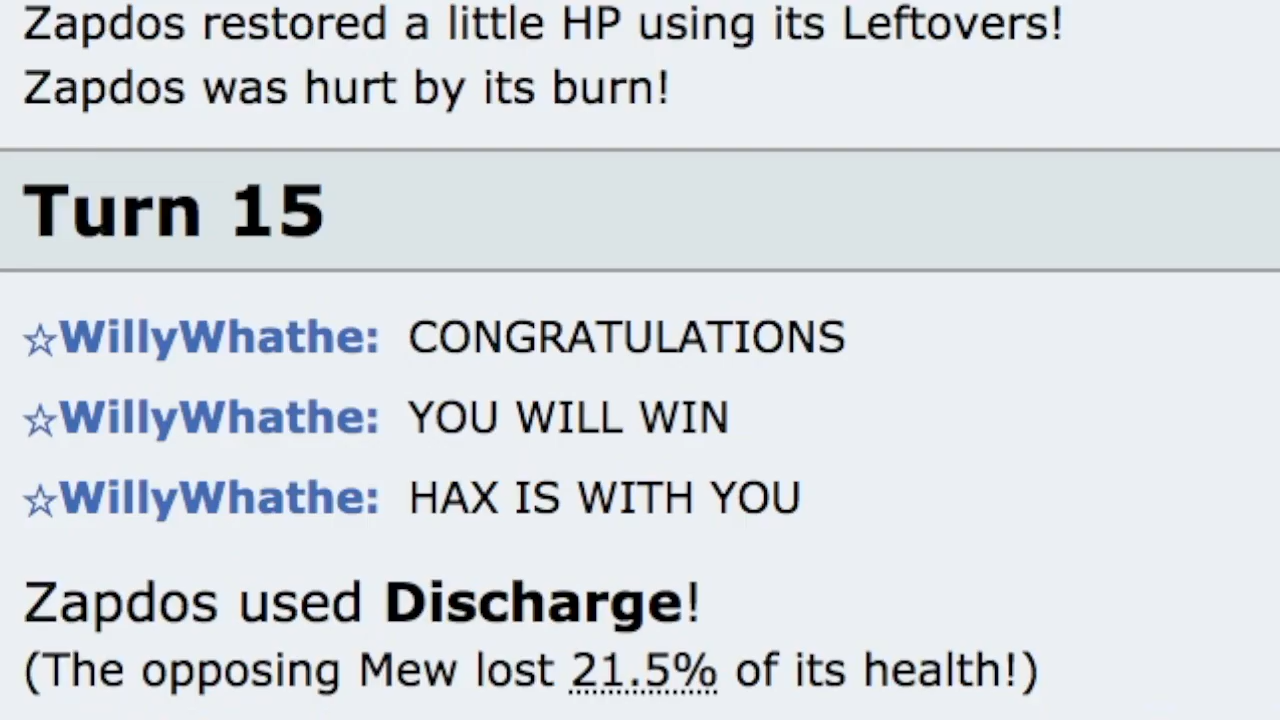 Zapdos restored a little HP using its Leftovers!
Zapdos was hurt by its burn!
Turn 15
☆WillyWhathe: CONGRATULATIONS
☆WillyWhathe: YOU WILL WIN
☆WillyWhathe: HAX IS WITH YOU
Zapdos used Discharge!
(The opposing Mew lost 21.5% of its health!)